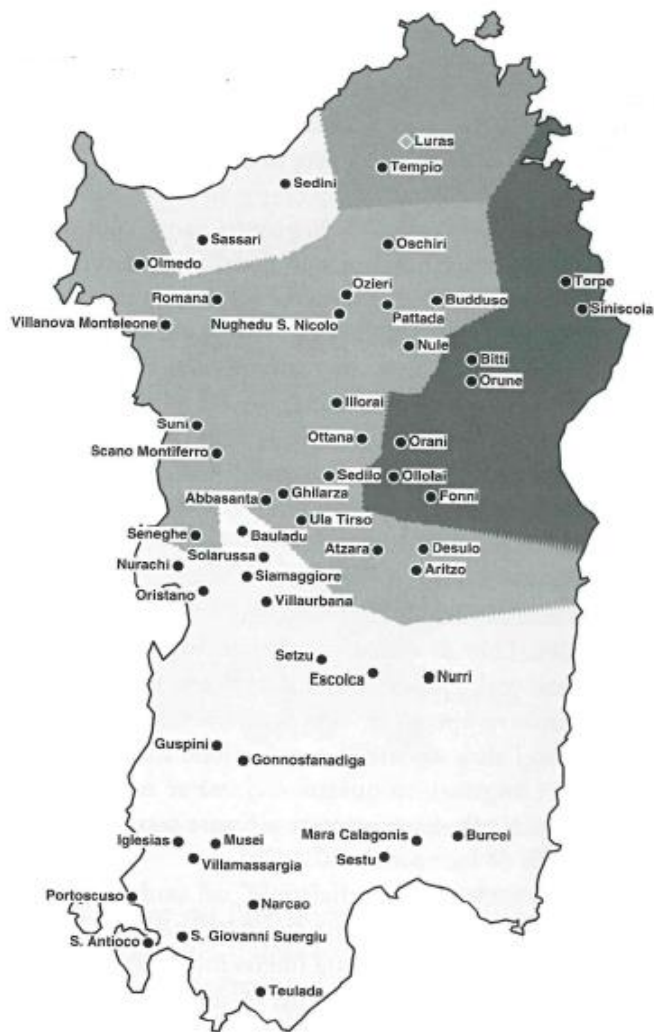 Luras
Tempio
Sedini
Sassari
Oschiri
Olmedo
Torpe
Ozieri
Romana
Budduso
Siniscola
Pattada
Nughedu S. Nicolo
Villanova Montaleone
Nule
Bitti
Orune
Illorai
Suni
Ottana
Orani
Scano Montiferro
Sedilo
Ollolai
Ghilarza
Fonni
Abbasanta
Ula Tirso
Bauladu
Seneghe
Atzara
Desulo
Solarussa
Nurachi
Aritzo
Siamaggiore
Oristano
Villaurbana
Setzu
Escolca
Nurri
Guspini
Gonnosfanadiga
Mara Calagonis
Burcei
Iglesias
Musei
Sestu
Villamassargia
Portoscuso
Narcao
S. Giovanni Suergiu
S. Antioco
Teulada